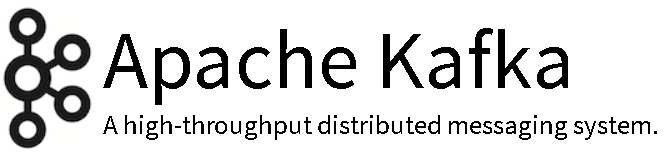 Apache Kafka
A high-throughput distributed messaging system.